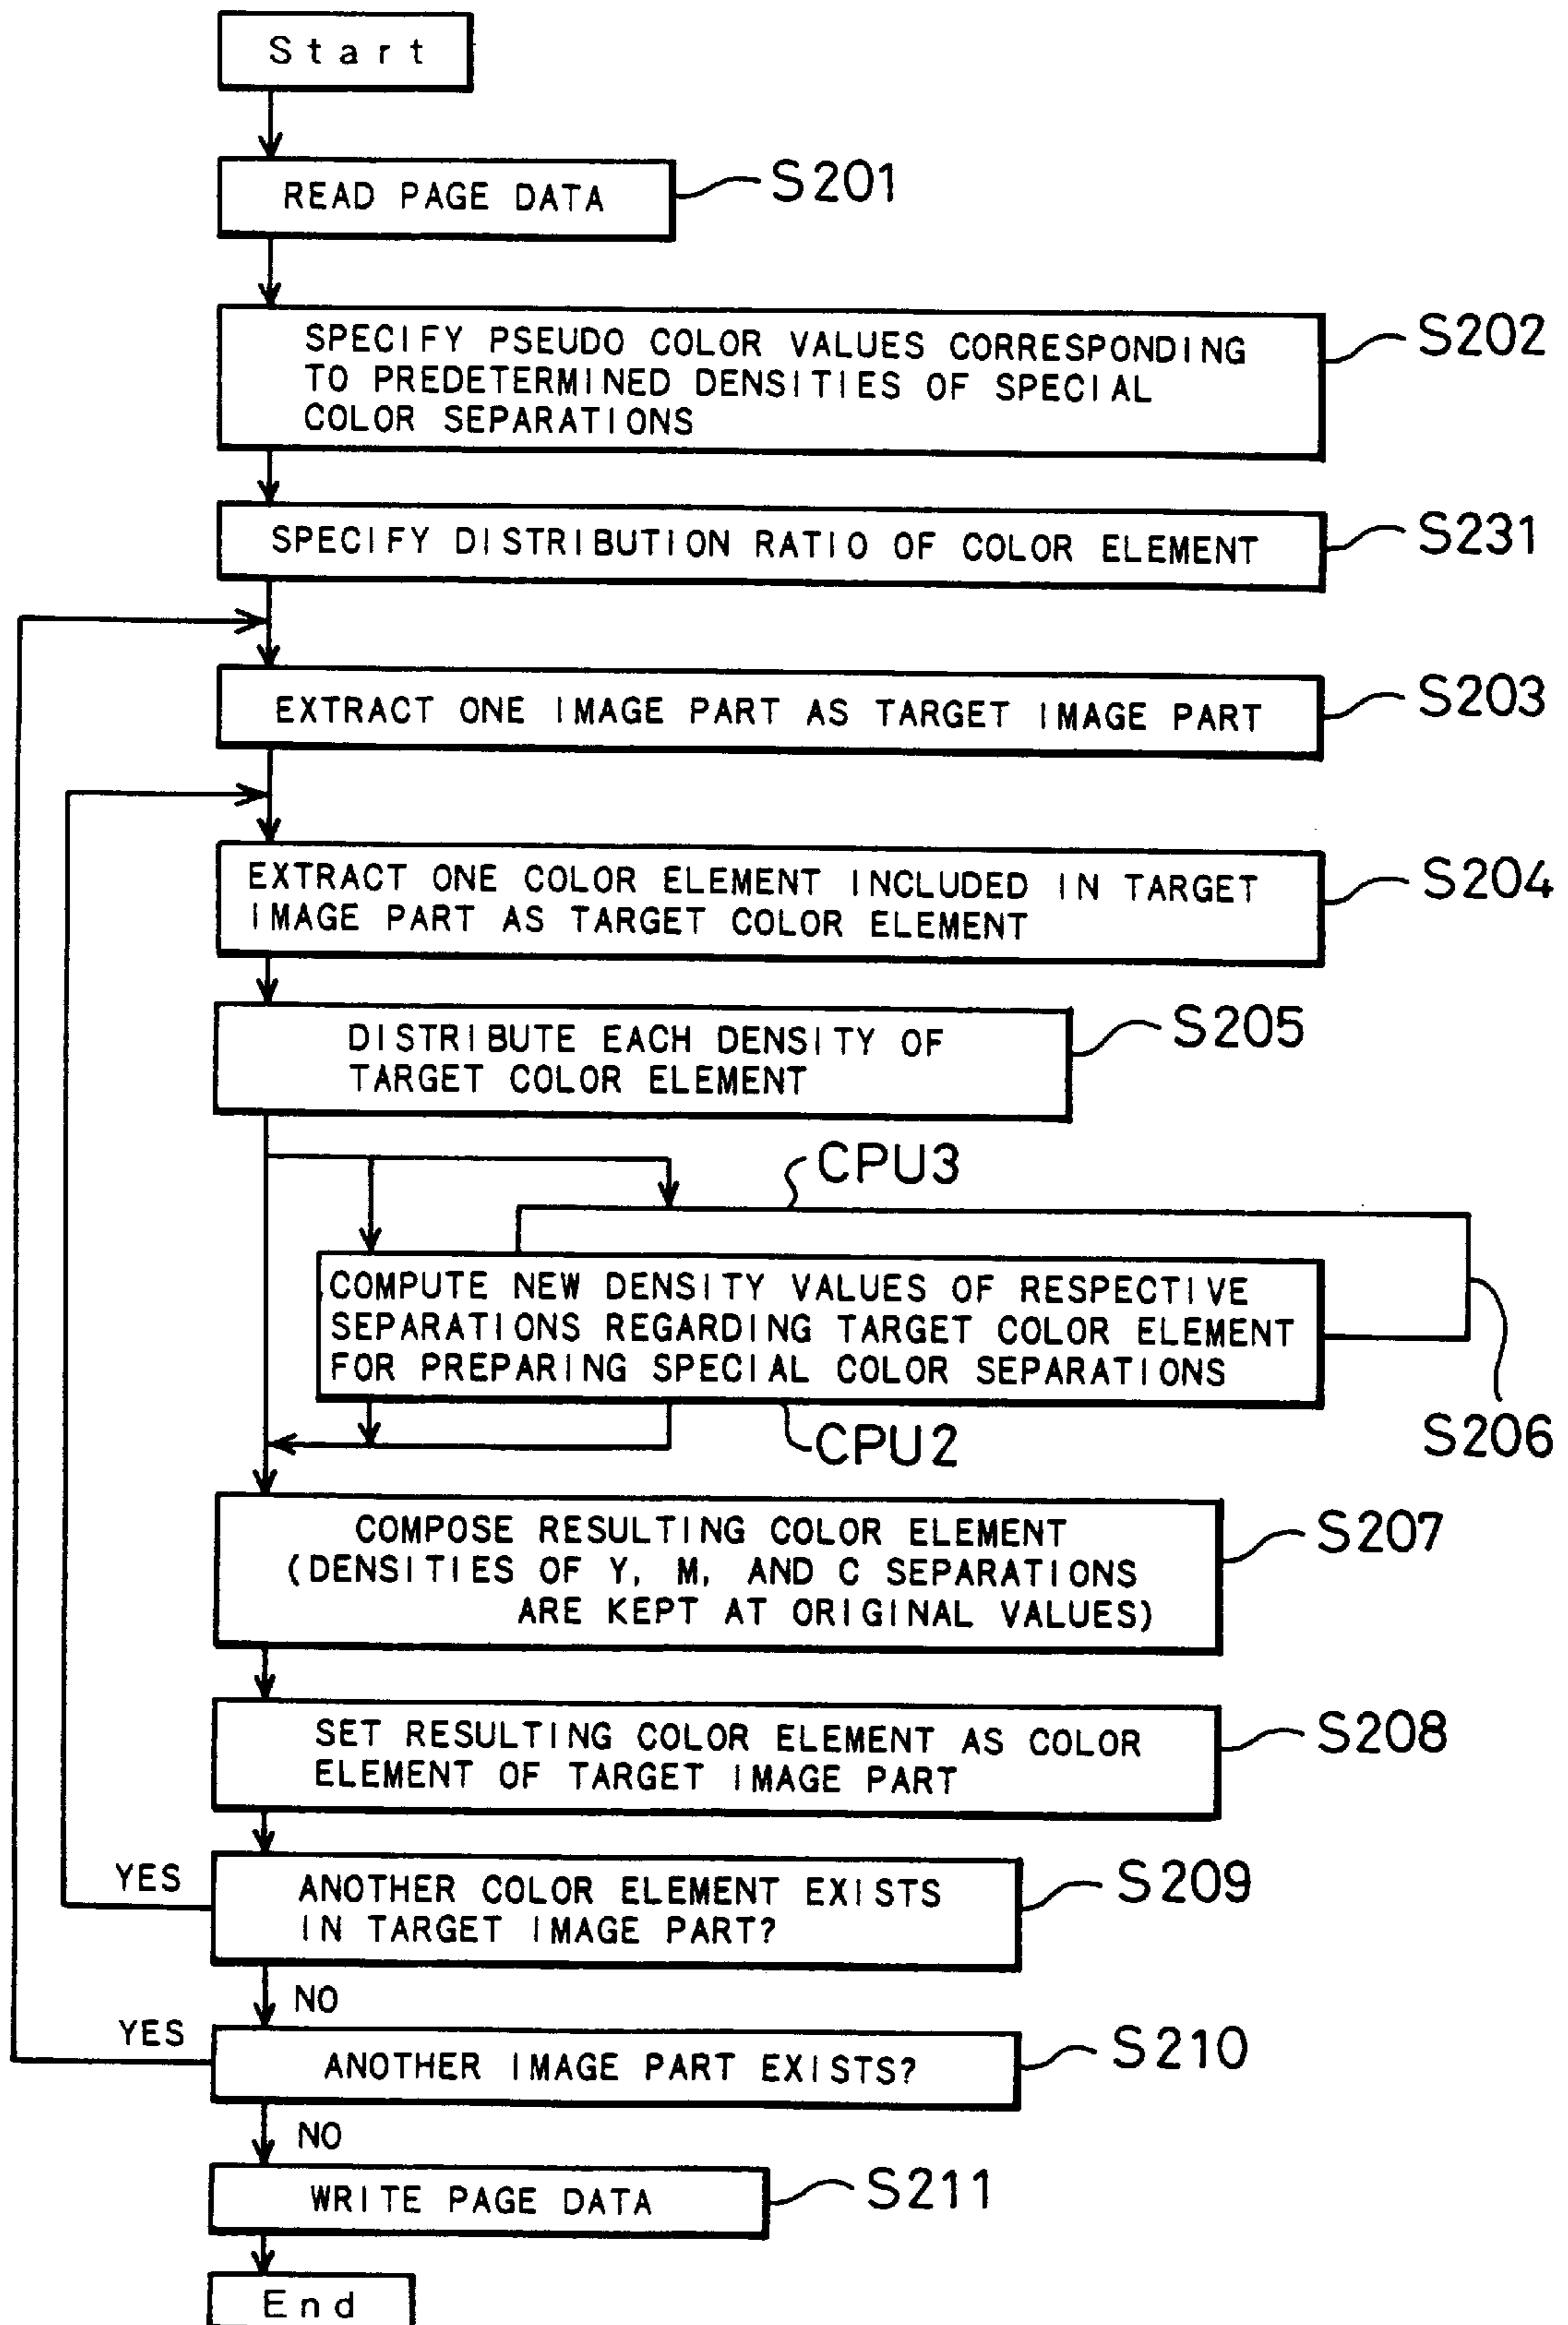 Start
READ PAGE DATA
S201
SPECIFY PSEUDO COLOR VALUES CORRESPONDING
TO PREDETERMINED DENSITIES OF SPECIAL
COLOR SEPARATIONS
S202
SPECIFY DISTRIBUTION RATIO OF COLOR ELEMENT
S231
EXTRACT ONE IMAGE PART AS TARGET IMAGE PART
S203
EXTRACT ONE COLOR ELEMENT INCLUDED IN TARGET
IMAGE PART AS TARGET COLOR ELEMENT
S204
DISTRIBUTE EACH DENSITY OF
TARGET COLOR ELEMENT
S205
CPU3
COMPUTE NEW DENSITY VALUES OF RESPECTIVE
SEPARATIONS REGARDING TARGET COLOR ELEMENT
FOR PREPARING SPECIAL COLOR SEPARATIONS
S206
CPU2
COMPOSE RESULTING COLOR ELEMENT
(DENSITIES OF Y, M, AND C SEPARATIONS
ARE KEPT AT ORIGINAL VALUES)
S207
SET RESULTING COLOR ELEMENT AS COLOR
ELEMENT OF TARGET IMAGE PART
S208
YES
ANOTHER COLOR ELEMENT EXISTS
IN TARGET IMAGE PART?
S209
NO
YES
ANOTHER IMAGE PART EXISTS?
S210
NO
WRITE PAGE DATA
S211
End